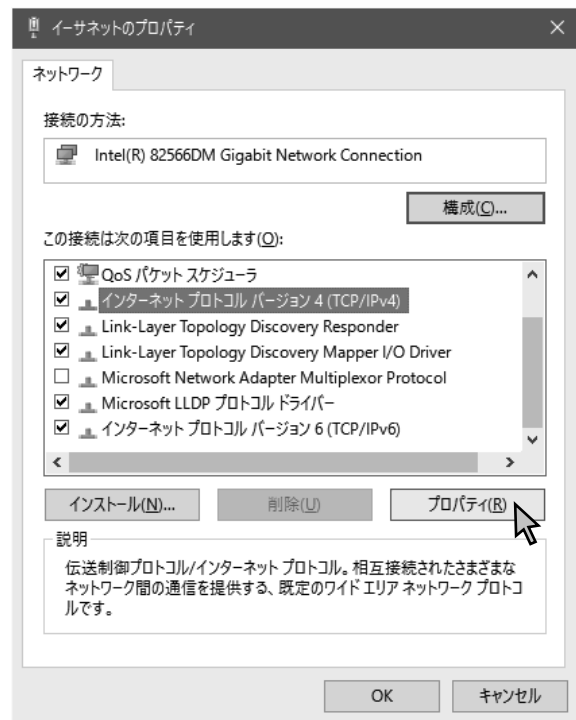 イーサネットのプロパティ
ネットワーク
接続の方法:
Intel(R) 82566DM Gigabit Network Connection
構成(C)...
この接続は次の項目を使用します(O):
QoS パケット スケジューラ
インターネット プロトコル バージョン 4 (TCP/IPv4)
Link-Layer Topology Discovery Responder
Link-Layer Topology Discovery Mapper I/O Driver
Microsoft Network Adapter Multiplexor Protocol
Microsoft LLDP プロトコル ドライバー
インターネット プロトコル バージョン 6 (TCP/IPv6)
インストール(N)...
削除(U)
プロパティ(R)
説明
伝送制御プロトコル/インターネット プロトコル。相互接続されたさまざまな
ネットワーク間の通信を提供する、既定のワイド エリア ネットワーク プロトコ
ルです。
OK
キャンセル